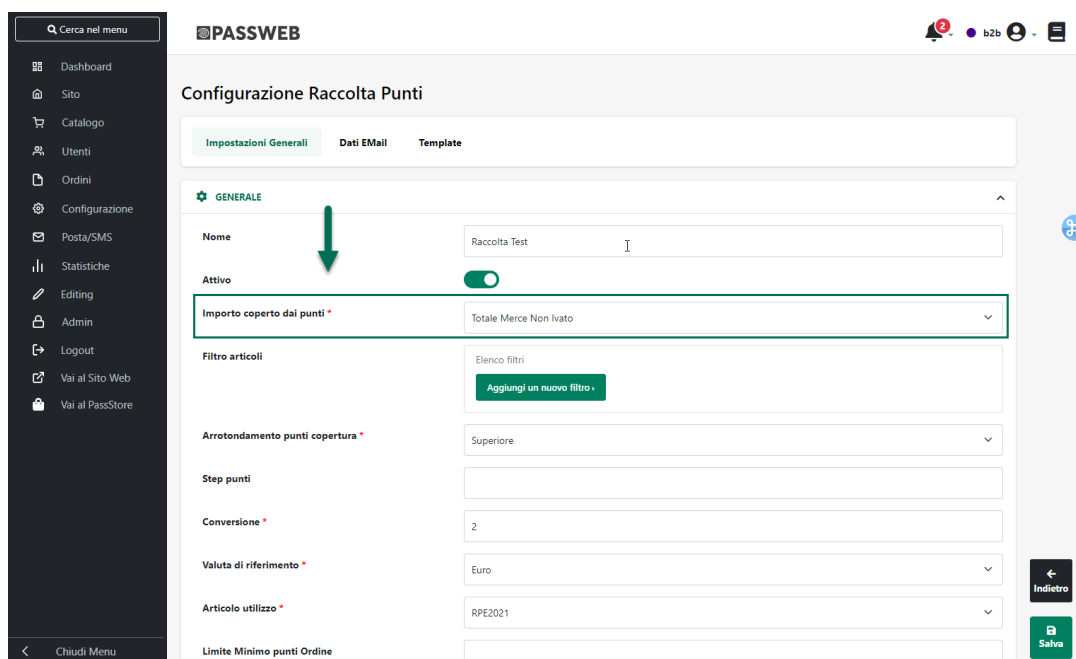 Cerca nel menu
PASSWEB
2
b2b
Dashboard
Sito
Catalogo
Utenti
Ordini
Configurazione
Posta/SMS
Statistiche
Editing
Admin
Logout
Vai al Sito Web
Vai al PassStore
Chiudi Menu
Configurazione Raccolta Punti
Impostazioni Generali Dati EMail Template
GENERALE
Nome Raccolta Test
Attivo
Importo coperto dai punti * Totale Merce Non Ivato
Filtro articoli Elenco filtri
Aggiungi un nuovo filtro ›
Arrotondamento punti copertura * Superiore
Step punti
Conversione * 2
Valuta di riferimento * Euro
Articolo utilizzo * RPE2021
Limite Minimo punti Ordine
Indietro
Salva